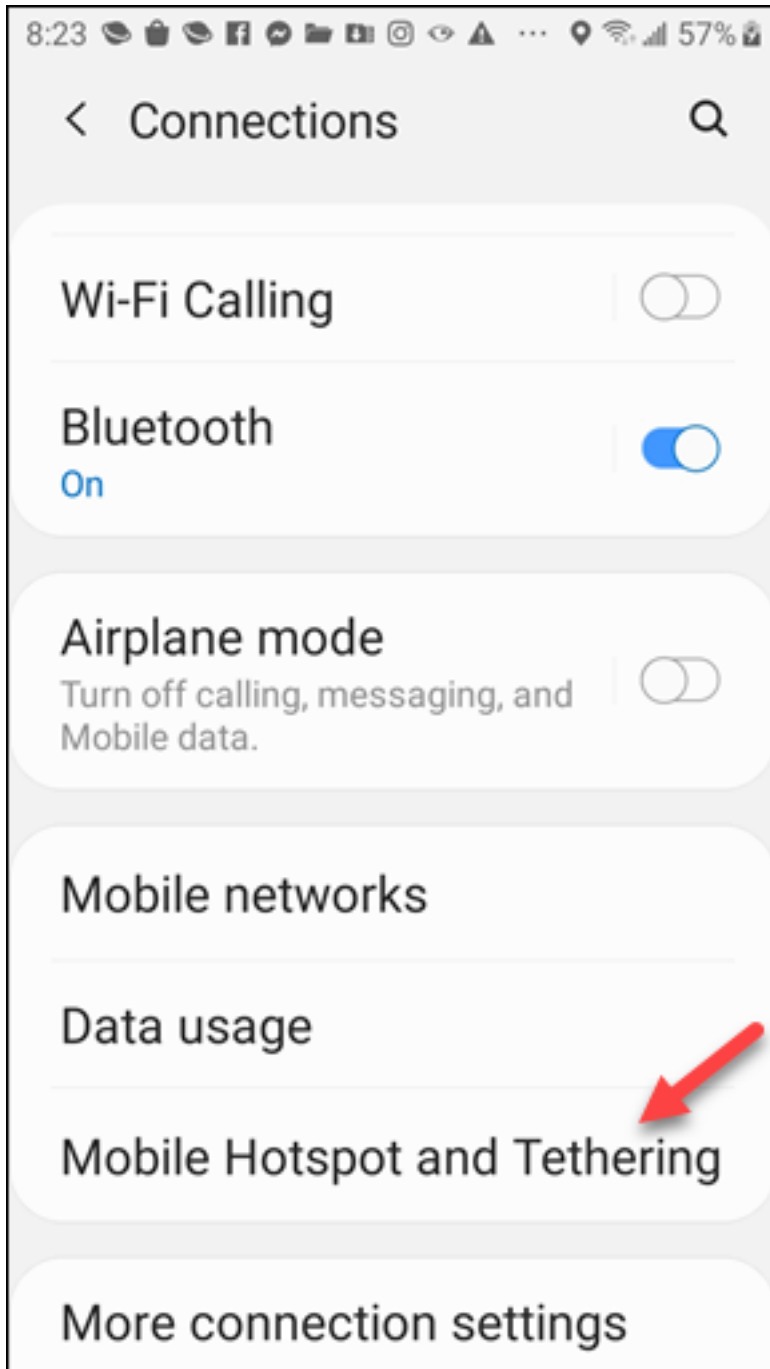 8:23 57%
Connections
Wi-Fi Calling
Bluetooth
On
Airplane mode
Turn off calling, messaging, and
Mobile data.
Mobile networks
Data usage
Mobile Hotspot and Tethering
More connection settings